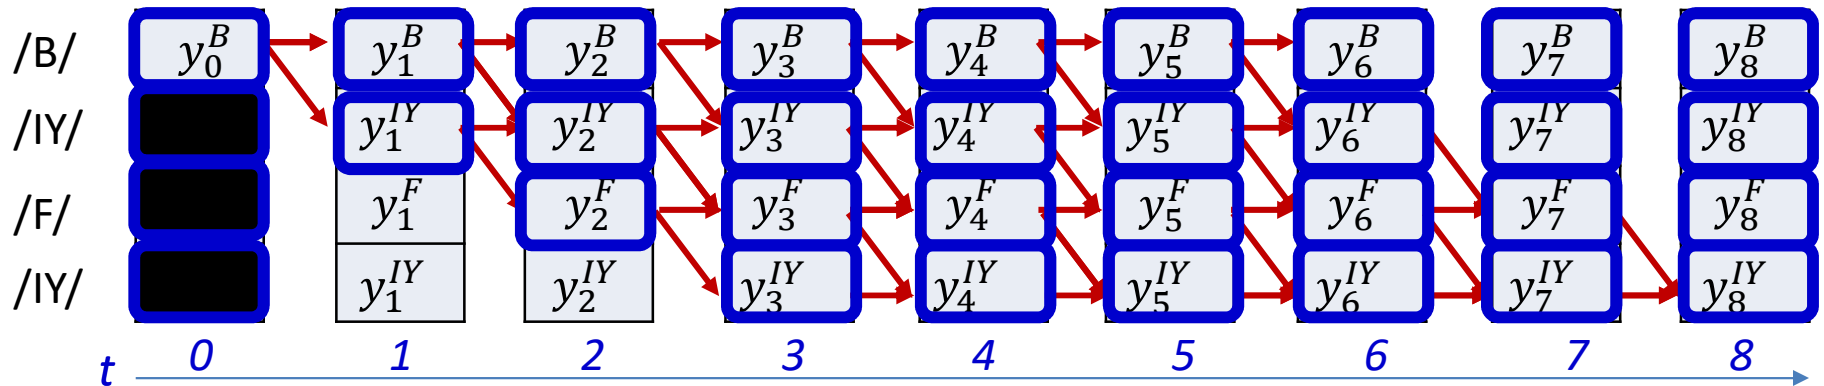 /B/ y_0^B y_1^B y_2^B y_3^B y_4^B y_5^B y_6^B y_7^B y_8^B
/IY/ y_1^{IY} y_2^{IY} y_3^{IY} y_4^{IY} y_5^{IY} y_6^{IY} y_7^{IY} y_8^{IY}
/F/ y_1^F y_2^F y_3^F y_4^F y_5^F y_6^F y_7^F y_8^F
/IY/ y_1^{IY} y_2^{IY} y_3^{IY} y_4^{IY} y_5^{IY} y_6^{IY} y_7^{IY} y_8^{IY}
t 0 1 2 3 4 5 6 7 8